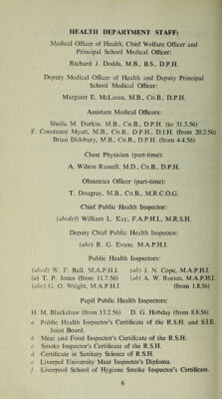 HEALTH DEPARTMENT STAFF:
Medical Officer of Health, Chief Welfare Officer and
Principal School Medical Officer:
Richard J. Dodds, M.B., B.S., D.P.H.
Deputy Medical Officer of Health and Deputy Principal
School Medical Officer:
Margaret E. McLaren, M.B., Ch.B., D.P.H.
Assistant Medical Officers:
Sheila M. Durkin, M.B., Ch.B., D.P.H. (to 31.3.56)
F. Constance Myatt, M.B., Ch.B., D.P.H., D.I.H. (from 20.2.56)
Brien Didsbury, M.B., Ch.B., D.P.H. (from 4.4.56)
Chest Physician (part-time):
A. Wilson Russell, M.D., Ch.B., D.P.H.
Obstetrics Officer (part-time):
T. Dougray, M.B., Ch.B., M.R.C.O.G.
Chief Public Health Inspector:
(abcdef) William L. Kay, F.A.P.H.I., M.R.S.H.
Deputy Chief Public Health Inspector:
(abc) B. G. Evans, M.A.P.H.I.
Public Health Inspectors:
(abcd) W. F. Ball, M.A.P.H.I. (ab) J. N. Cope, M.A.P.H.I.
(a) T. P. Jones (from 11.7.56) (ab) A. W. Reeves, M.A.P.H.I.
(abc) G. O. Wright, M.A.P.H.I. (from 1.8.56)
Pupil Public Health Inspectors:
H. M. Blackshaw (from 13.2.56) D. G. Hobday (from 8.8.56)
a Public Health Inspector's Certificate of the R.S.H. and S.I.E.
Joint Board.
b Meat and Food Inspector's Certificate of the R.S.H.
c Smoke Inspector's Certificate of the R.S.H.
d Certificate in Sanitary Science of R.S.H.
e Liverpool University Meat Inspector's Diploma.
f Liverpool School of Hygiene Smoke Inspector's Certificate.
6